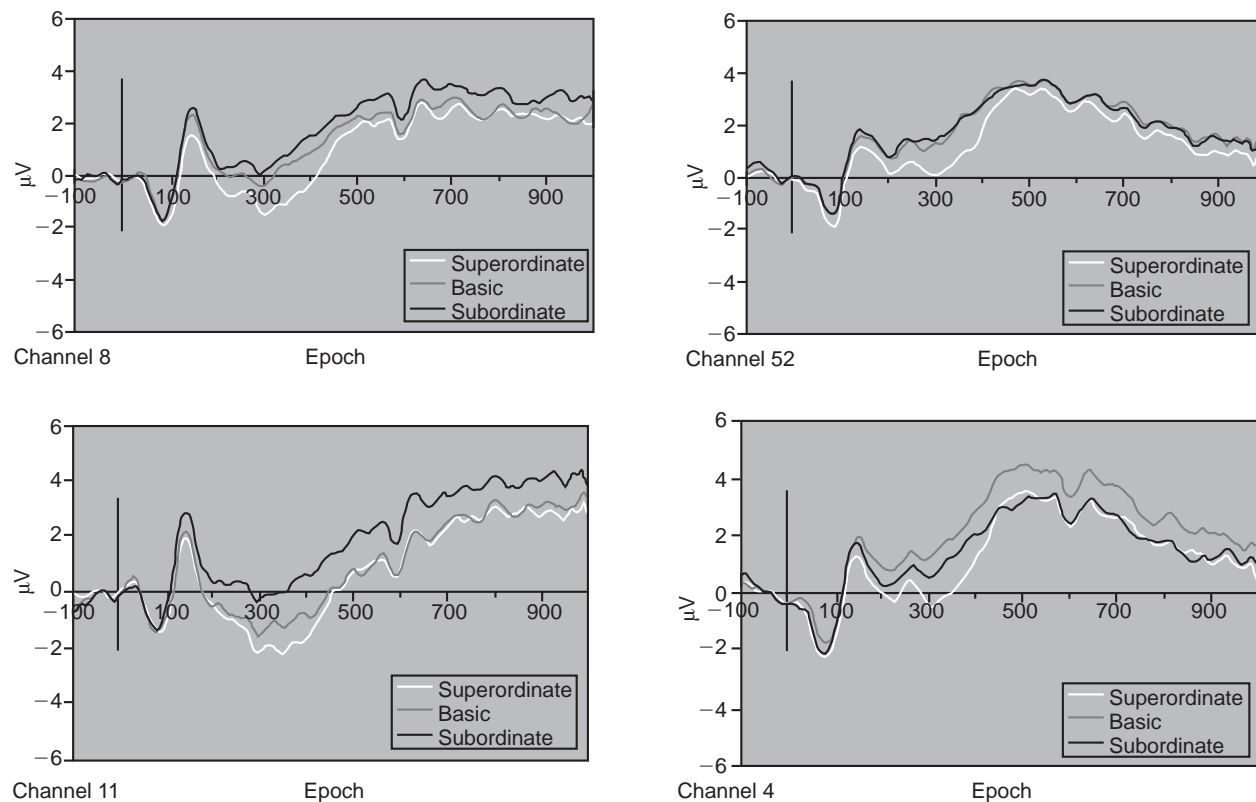 6
4
2
0
−2
−4
−6
μV
−100
100
300
500
700
900
Superordinate
Basic
Subordinate
Channel 8
Epoch
6
4
2
0
−2
−4
−6
μV
−100
100
300
500
700
900
Superordinate
Basic
Subordinate
Channel 52
Epoch
6
4
2
0
−2
−4
−6
μV
−100
100
300
500
700
900
Superordinate
Basic
Subordinate
Channel 11
Epoch
6
4
2
0
−2
−4
−6
μV
−100
100
300
500
700
900
Superordinate
Basic
Subordinate
Channel 4
Epoch